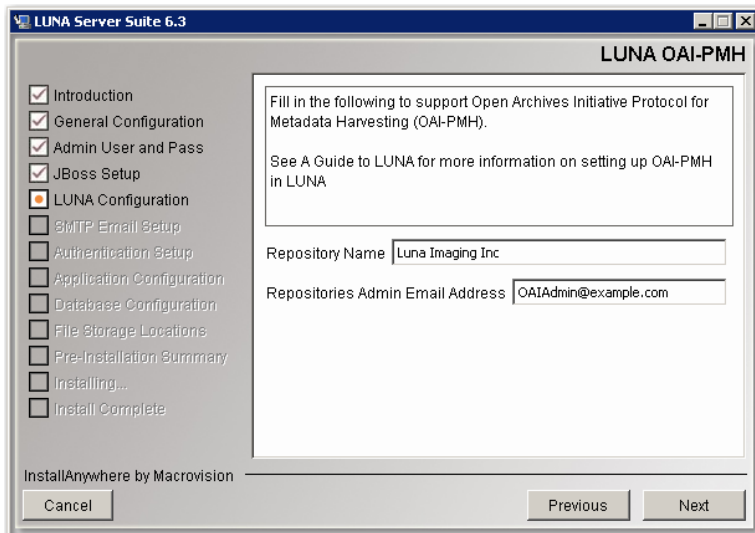 LUNA Server Suite 6.3
LUNA OAI-PMH
Introduction
General Configuration
Admin User and Pass
JBoss Setup
LUNA Configuration
SMTP Email Setup
Authentication Setup
Application Configuration
Database Configuration
File Storage Locations
Pre-Installation Summary
Installing...
Install Complete
Fill in the following to support Open Archives Initiative Protocol for
Metadata Harvesting (OAI-PMH).
See A Guide to LUNA for more information on setting up OAI-PMH
in LUNA
Repository Name Luna Imaging Inc
Repositories Admin Email Address OAIAdmin@example.com
InstallAnywhere by Macrovision
Cancel Previous Next